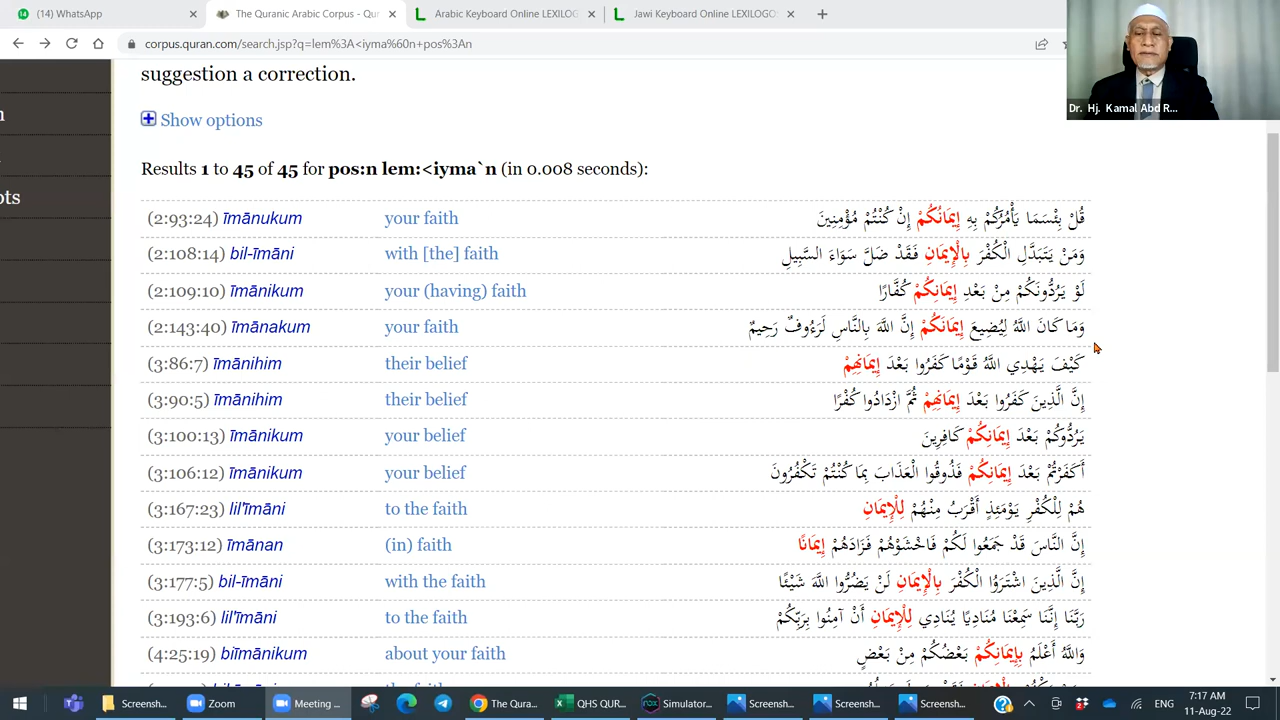 (14) WhatsApp
The Quranic Arabic Corpus - Qur
Arabic Keyboard Online LEXILOG
Jawi Keyboard Online LEXILOGO
corpus.quran.com/search.jsp?q=lem%3A<iyma%60n+pos%3An
Dr. Hj. Kamal Abd R...
suggestion a correction.
Show options
Results 1 to 45 of 45 for pos:n lem:<iyma`n (in 0.008 seconds):
(2:93:24) īmānukum your faith قُلْ بِئْسَمَا يَأْمُرُكُمْ بِهِ إِيمَانُكُمْ إِنْ كُنْتُمْ مُؤْمِنِينَ
(2:108:14) bil-īmāni with [the] faith وَمَنْ يَتَبَدَّلِ الْكُفْرَ بِالْإِيمَانِ فَقَدْ ضَلَّ سَوَاءَ السَّبِيلِ
(2:109:10) īmānikum your (having) faith لَوْ يَرُدُّونَكُمْ مِنْ بَعْدِ إِيمَانِكُمْ كُفَّارًا
(2:143:40) īmānakum your faith وَمَا كَانَ اللَّهُ لِيُضِيعَ إِيمَانَكُمْ إِنَّ اللَّهَ بِالنَّاسِ لَرَءُوفٌ رَحِيمٌ
(3:86:7) īmānihim their belief كَيْفَ يَهْدِي اللَّهُ قَوْمًا كَفَرُوا بَعْدَ إِيمَانِهِمْ
(3:90:5) īmānihim their belief إِنَّ الَّذِينَ كَفَرُوا بَعْدَ إِيمَانِهِمْ ثُمَّ ازْدَادُوا كُفْرًا
(3:100:13) īmānikum your belief يَرُدُّوكُمْ بَعْدَ إِيمَانِكُمْ كَافِرِينَ
(3:106:12) īmānikum your belief أَكَفَرْتُمْ بَعْدَ إِيمَانِكُمْ فَذُوقُوا الْعَذَابَ بِمَا كُنْتُمْ تَكْفُرُونَ
(3:167:23) lil'īmāni to the faith هُمْ لِلْكُفْرِ يَوْمَئِذٍ أَقْرَبُ مِنْهُمْ لِلْإِيمَانِ
(3:173:12) īmānan (in) faith إِنَّ النَّاسَ قَدْ جَمَعُوا لَكُمْ فَاخْشَوْهُمْ فَزَادَهُمْ إِيمَانًا
(3:177:5) bil-īmāni with the faith إِنَّ الَّذِينَ اشْتَرَوُا الْكُفْرَ بِالْإِيمَانِ لَنْ يَضُرُّوا اللَّهَ شَيْئًا
(3:193:6) lil'īmāni to the faith رَبَّنَا إِنَّنَا سَمِعْنَا مُنَادِيًا يُنَادِي لِلْإِيمَانِ أَنْ آمِنُوا بِرَبِّكُمْ
(4:25:19) biīmānikum about your faith وَاللَّهُ أَعْلَمُ بِإِيمَانِكُمْ بَعْضُكُمْ مِنْ بَعْضٍ
n
ots
Screensh...
Zoom
Meeting ...
The Qura...
QHS QUR...
Simulator...
Screensh...
Screensh...
Screensh...
ENG
7:17 AM
11-Aug-22